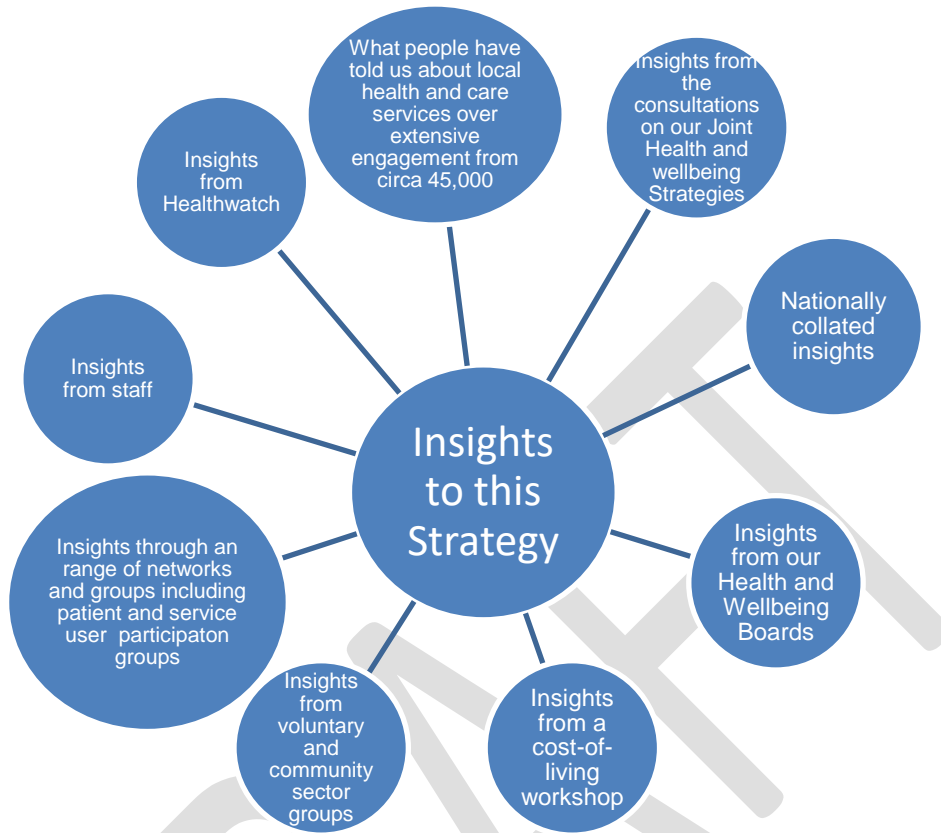 What people have
told us about local
health and care
services over
extensive
engagement from
circa 45,000
Insights from
the
consultations
on our Joint
Health and
wellbeing
Strategies
Nationally
collated
insights
Insights
from our
Health and
Wellbeing
Boards
Insights
from a
cost-of-
living
workshop
Insights
from
voluntary
and
community
sector
groups
Insights through an
range of networks
and groups including
patient and service
user participaton
groups
Insights
from staff
Insights
from
Healthwatch
Insights
to this
Strategy